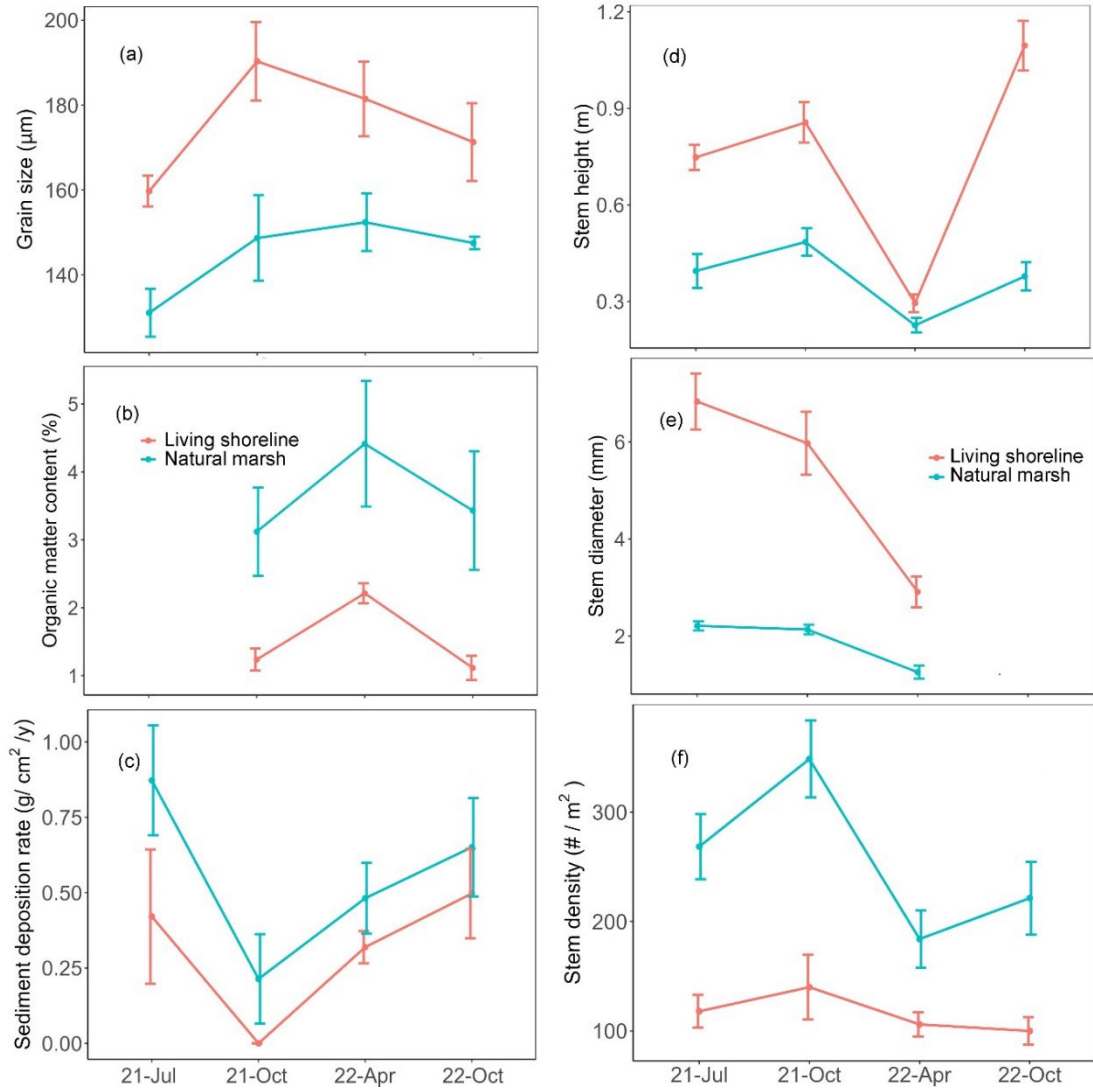 200
180
160
140
Grain size (µm)
(a)
1.2
0.9
0.6
0.3
Stem height (m)
(d)
5
4
3
2
1
Organic matter content (%)
(b)
Living shoreline
Natural marsh
6
4
2
Stem diameter (mm)
(e)
Living shoreline
Natural marsh
1.00
0.75
0.50
0.25
0.00
Sediment deposition rate (g/ cm² /y)
(c)
21-Jul 21-Oct 22-Apr 22-Oct
300
200
100
Stem density (# / m²)
(f)
21-Jul 21-Oct 22-Apr 22-Oct